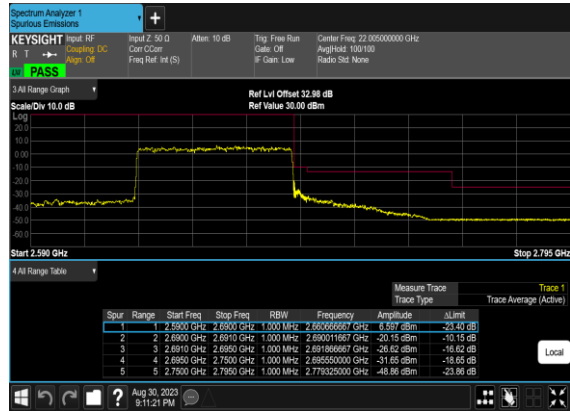 Spectrum Analyzer 1
Spurious Emissions
KEYSIGHT Input: RF Input Z: 50 Ω Atten: 10 dB Trig: Free Run Center Freq: 22.005000000 GHz
R T Coupling: DC Corr CCorr Gate: Off Avg|Hold: 100/100
Align: Off Freq Ref: Int (S) IF Gain: Low Radio Std: None
PASS
3 All Range Graph
Ref Lvl Offset 32.98 dB
Scale/Div 10.0 dB Ref Value 30.00 dBm
Log
20.0
10.0
0.00
-10.0
-20.0
-30.0
-40.0
-50.0
-60.0
Start 2.590 GHz Stop 2.795 GHz
4 All Range Table
Measure Trace Trace 1
Trace Type Trace Average (Active)
Spur Range Start Freq Stop Freq RBW Frequency Amplitude ΔLimit
1 1 2.5900 GHz 2.6900 GHz 1.000 MHz 2.660666667 GHz 6.597 dBm -23.40 dB
2 2 2.6900 GHz 2.6910 GHz 1.000 MHz 2.690011667 GHz -20.15 dBm -10.15 dB
3 3 2.6910 GHz 2.6950 GHz 1.000 MHz 2.691866667 GHz -26.62 dBm -16.62 dB
4 4 2.6950 GHz 2.7500 GHz 1.000 MHz 2.695550000 GHz -31.65 dBm -18.65 dB
5 5 2.7500 GHz 2.7950 GHz 1.000 MHz 2.779325000 GHz -48.86 dBm -23.86 dB
Local
Aug 30, 2023
9:11:21 PM